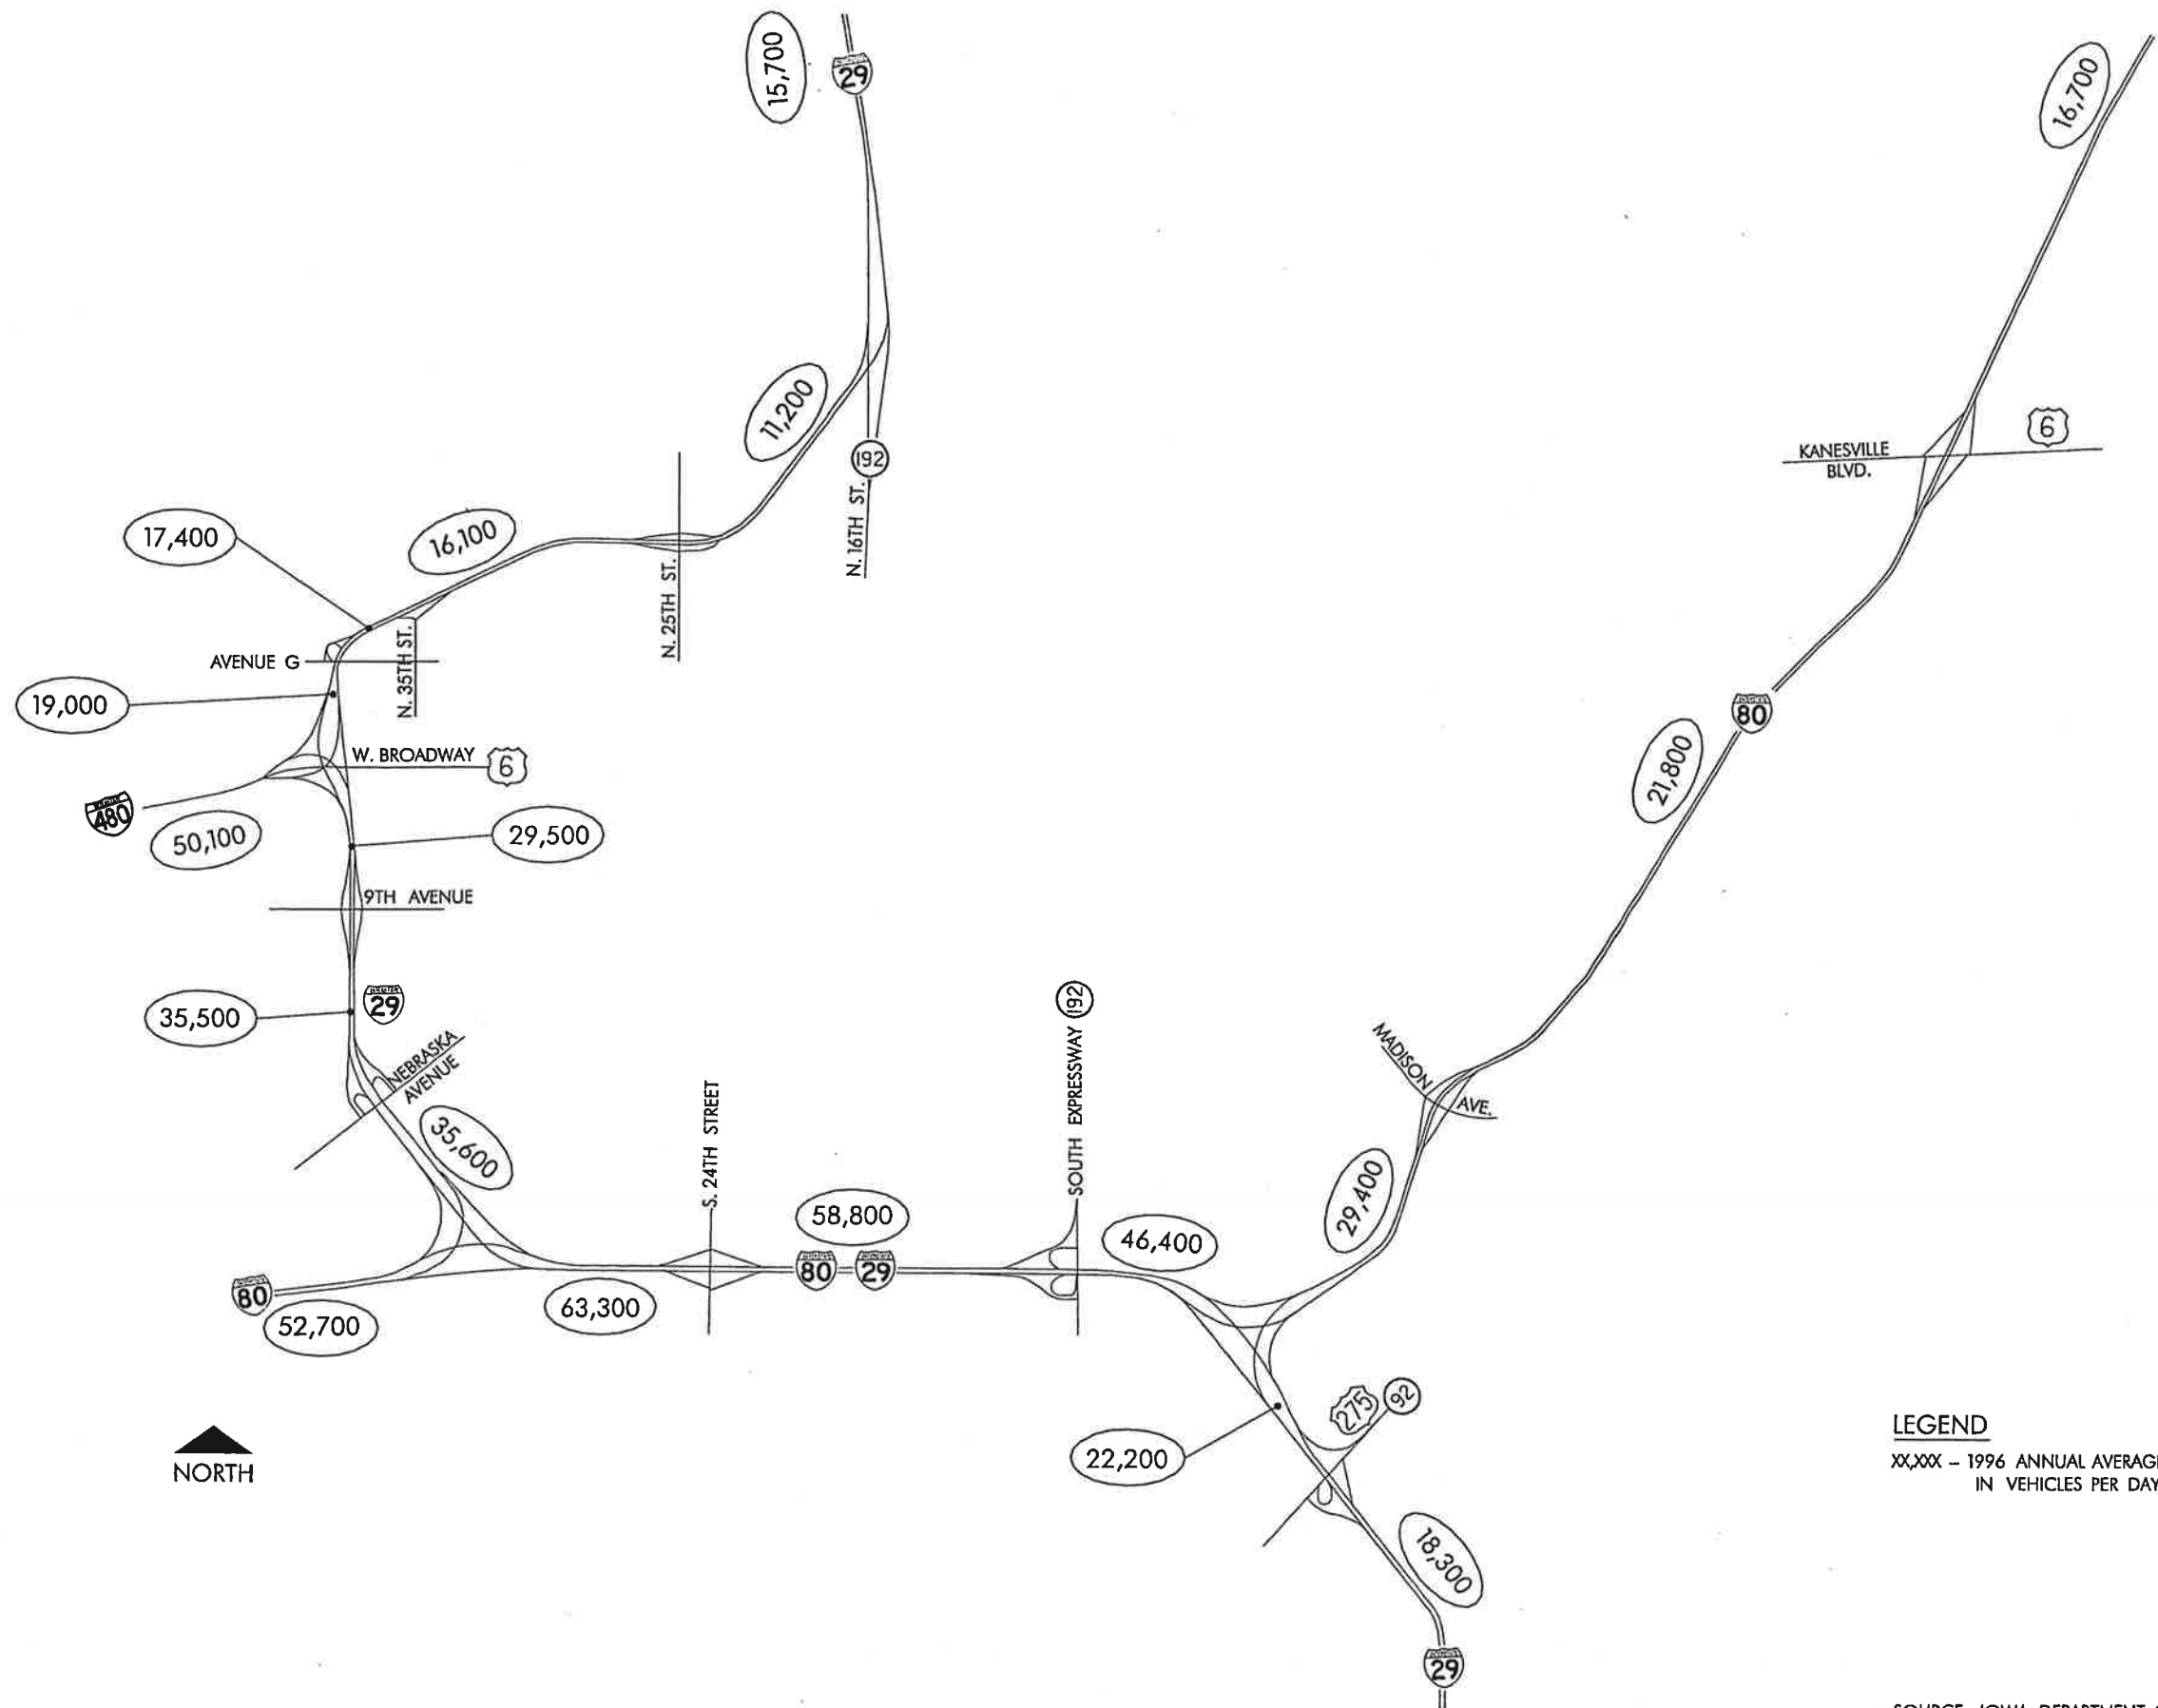 15,700
29
16,700
KANESVILLE
BLVD.
6
11,200
192
N. 16TH ST.
17,400
16,100
N. 25TH ST.
AVENUE G
N. 35TH ST.
19,000
W. BROADWAY
6
480
50,100
29,500
80
21,800
9TH AVENUE
35,500
29
NEBRASKA
AVENUE
35,600
S. 24TH STREET
SOUTH EXPRESSWAY
192
MADISON
AVE.
29,400
58,800
46,400
80
29
80
52,700
63,300
NORTH
275
92
22,200
18,300
29
LEGEND
XX,XXX – 1996 ANNUAL AVERAGE
IN VEHICLES PER DAY